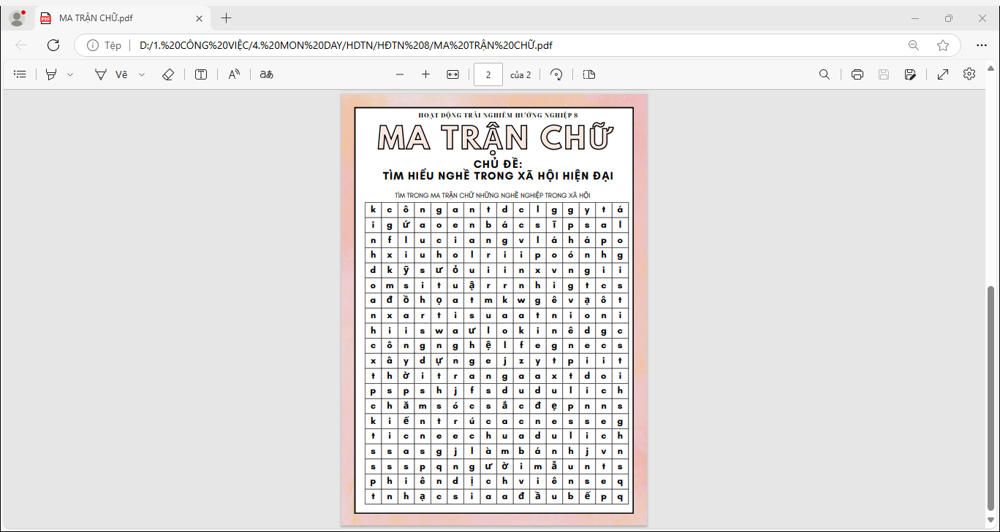 MA TRẬN CHỮ.pdf
Tệp
D:/1.%20CÔNG%20VIỆC/4.%20MON%20DAY/HDTN/HĐTN%208/MA%20TRẬN%20CHỮ.pdf
Vẽ
2 của 2
HOẠT ĐỘNG TRẢI NGHIỆM-HƯỚNG NGHIỆP 8
MA TRẬN CHỮ
CHỦ ĐỀ:
TÌM HIỂU NGHỀ TRONG XÃ HỘI HIỆN ĐẠI
TÌM TRONG MA TRẬN CHỮ NHỮNG NGHỀ NGHIỆP TRONG XÃ HỘI
k c ô n g a n t d c l g g y t á
i g ứ a o e n b á c s ĩ p s a l
n f l u c i a n g v l á h á p o
h x i u h o l r i i p o ó n h g
d k ỹ s ư ỏ u i i n x v n g i i
o m s i t u ậ r r n h i g t c s
a đ ồ h ọ a t m k w g ê v ạ ô t
n x a r t i s u a a t n i o n i
h i i s w a ư l o k i n ê d g c
c ô n g n g h ệ l f e g n e c s
x â y d ự n g e j z y t p i i t
t h ờ i t r a n g a a x t d o i
p s p s h j f s d u d u l i c h
c h ă m s ó c s ắ c đ ẹ p n n s
k i ế n t r ú c a c n e s s e g
t i c n e e c h u a d u l i c h
s s a s g j l à m b á n h j v n
s s s p q n g ư ờ i m ẫ u n t s
p h i ê n d ị c h v i ê n s e q
t n h ạ c s i a a đ ầ u b ế p q